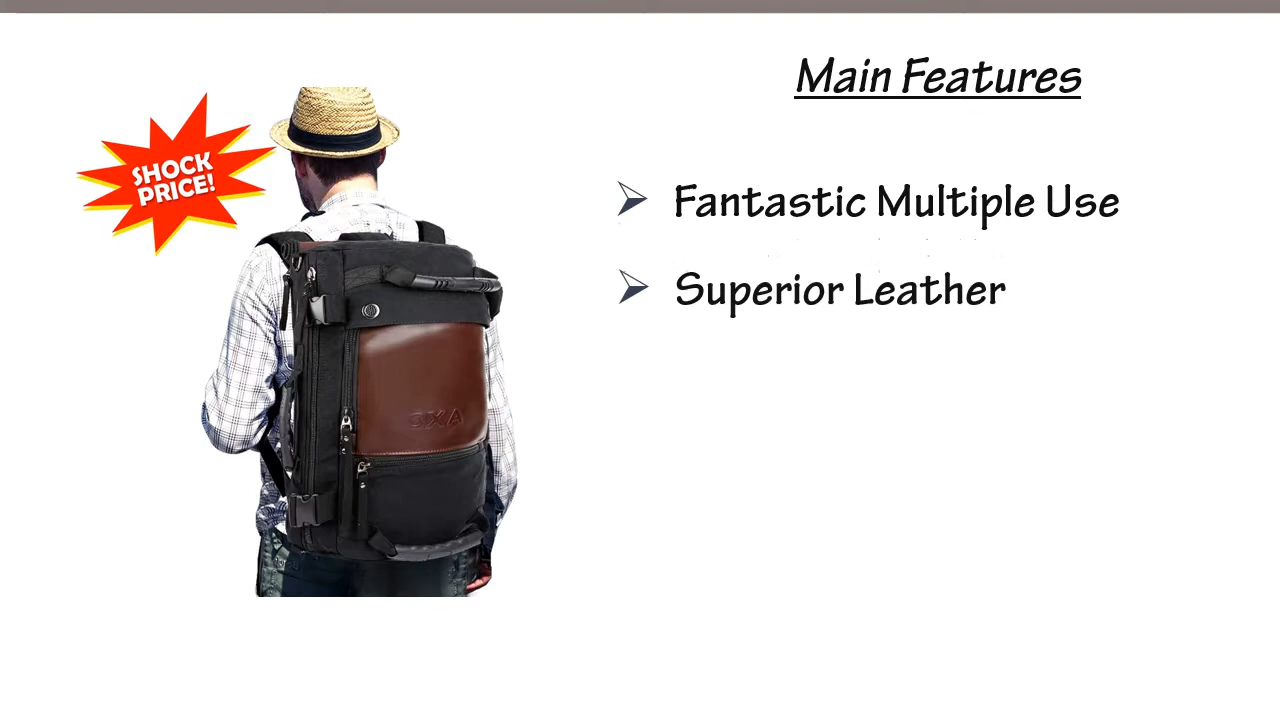 Main Features
SHOCK
PRICE!
Fantastic Multiple Use
Superior Leather
OXA